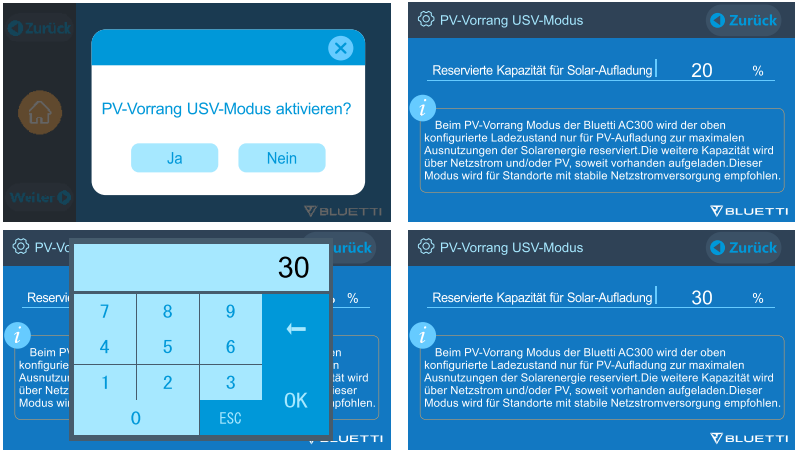 Zurück
PV-Vorrang USV-Modus aktivieren?
Ja
Nein
Weiter
BLUETTI
PV-Vorrang USV-Modus
Zurück
Reservierte Kapazität für Solar-Aufladung 20 %
i
Beim PV-Vorrang Modus der Bluetti AC300 wird der oben
konfigurierte Ladezustand nur für PV-Aufladung zur maximalen
Ausnutzungen der Solarenergie reserviert.Die weitere Kapazität wird
über Netzstrom und/oder PV, soweit vorhanden aufgeladen.Dieser
Modus wird für Standorte mit stabile Netzstromversorgung empfohlen.
BLUETTI
PV-Vo
urück
30
Reservi
%
7 8 9
4 5 6
1 2 3
0 ESC
← OK
i
Beim PV
en
konfigurie
alen
Ausnutzun
tät wird
über Netz
ieser
Modus wi
pfohlen.
BLUETTI
PV-Vorrang USV-Modus
Zurück
Reservierte Kapazität für Solar-Aufladung 30 %
i
Beim PV-Vorrang Modus der Bluetti AC300 wird der oben
konfigurierte Ladezustand nur für PV-Aufladung zur maximalen
Ausnutzungen der Solarenergie reserviert.Die weitere Kapazität wird
über Netzstrom und/oder PV, soweit vorhanden aufgeladen.Dieser
Modus wird für Standorte mit stabile Netzstromversorgung empfohlen.
BLUETTI